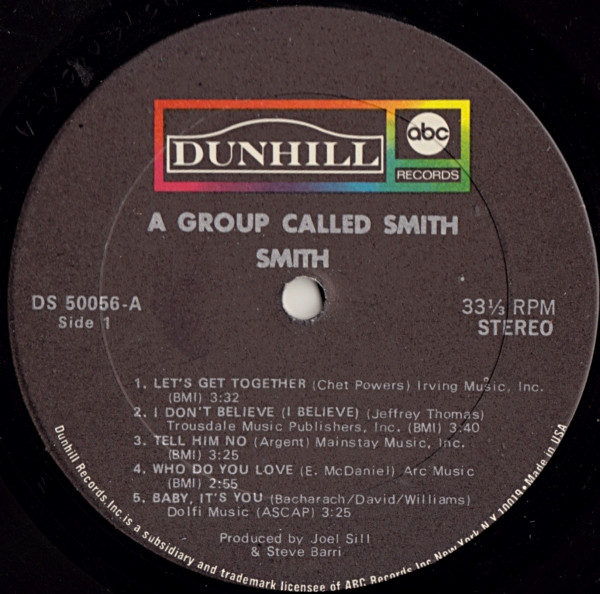 DUNHILL
abc
RECORDS
A GROUP CALLED SMITH
SMITH
DS 50056-A
Side 1
33⅓ RPM
STEREO
1. LET'S GET TOGETHER (Chet Powers) Irving Music, Inc.
(BMI) 3:32
2. I DON'T BELIEVE (I BELIEVE) (Jeffrey Thomas)
Trousdale Music Publishers, Inc. (BMI) 3:40
3. TELL HIM NO (Argent) Mainstay Music, Inc.
(BMI) 3:25
4. WHO DO YOU LOVE (E. McDaniel) Arc Music
(BMI) 2:55
5. BABY, IT'S YOU (Bacharach/David/Williams)
Dolfi Music (ASCAP) 3:25
Produced by Joel Sill
& Steve Barri
Dunhill Records, Inc. is a subsidiary and trademark licensee of ABC Records Inc. New York, N.Y. 10019 • Made in USA